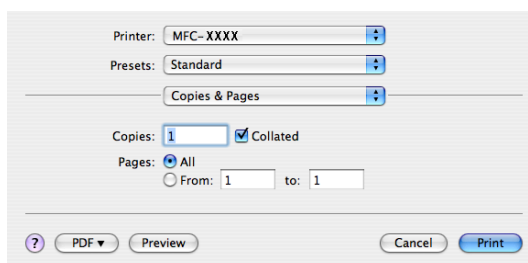 Printer: MFC-XXXX
Presets: Standard
Copies & Pages
Copies: 1 Collated
Pages: All
From: 1 to: 1
? PDF ▾ Preview Cancel Print